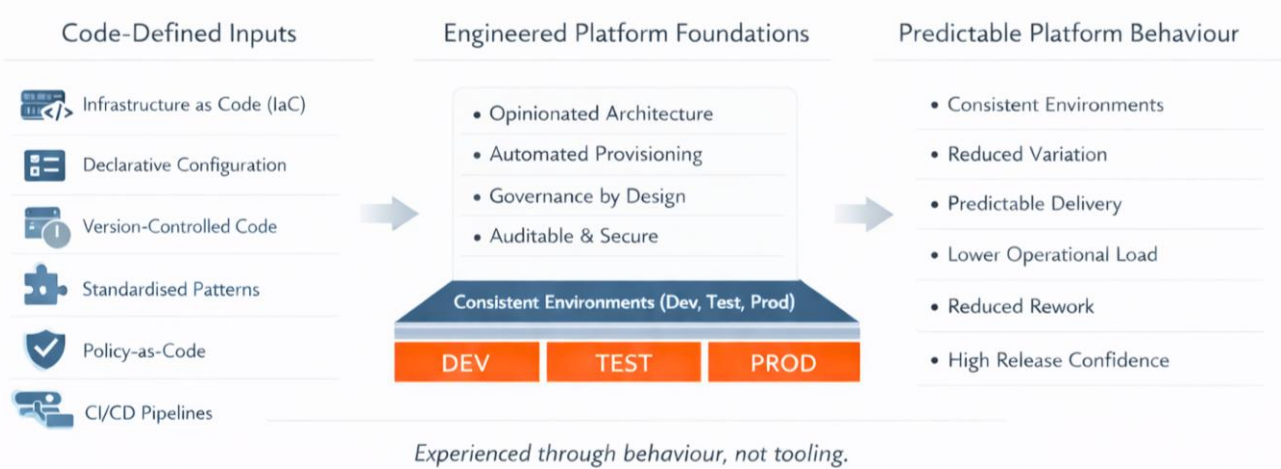 Code-Defined Inputs
Infrastructure as Code (IaC)
Declarative Configuration
Version-Controlled Code
Standardised Patterns
Policy-as-Code
CI/CD Pipelines
Engineered Platform Foundations
• Opinionated Architecture
• Automated Provisioning
• Governance by Design
• Auditable & Secure
Consistent Environments (Dev, Test, Prod)
DEV
TEST
PROD
Predictable Platform Behaviour
• Consistent Environments
• Reduced Variation
• Predictable Delivery
• Lower Operational Load
• Reduced Rework
• High Release Confidence
Experienced through behaviour, not tooling.